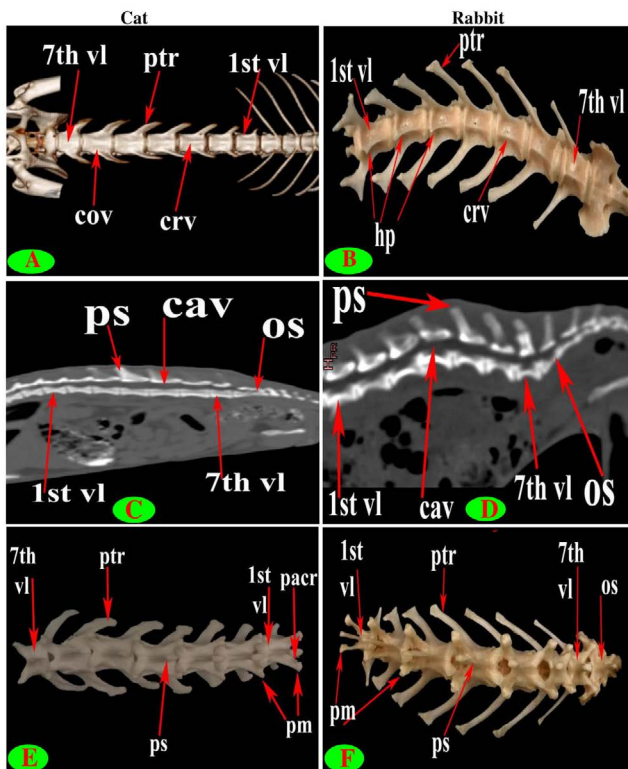 Cat
Rabbit
7th vl
ptr
1st vl
cov
crv
A
ptr
1st vl
7th vl
hp
crv
B
ps
cav
os
1st vl
7th vl
C
ps
1st vl
cav
7th vl
os
D
7th
vl
ptr
1st
vl
pacr
ps
pm
E
1st
vl
ptr
7th
vl
os
pm
ps
F